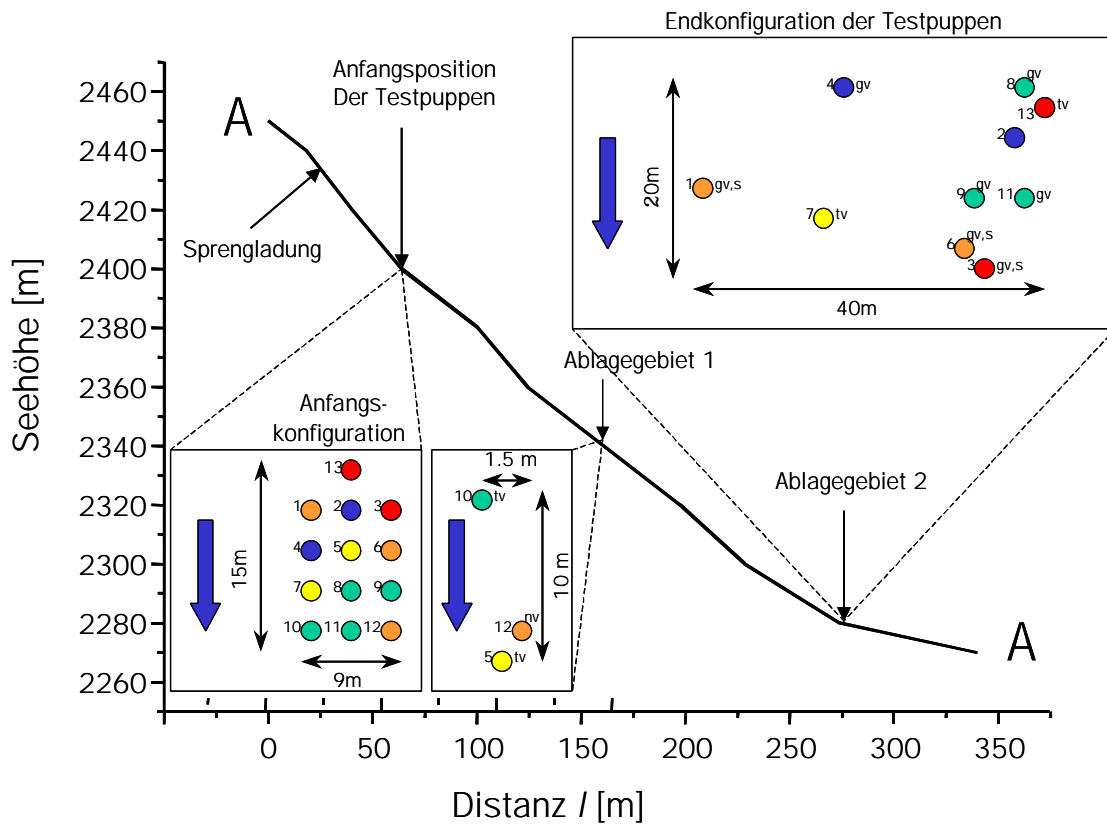 Endkonfiguration der Testpuppen
4 gv
8 gv
13 tv
2
1 gv,s
9 gv
11 gv
7 tv
6 gv,s
3 gv,s
20m
40m
Anfangsposition
Der Testpuppen
A
Sprengladung
Ablagegebiet 1
Ablagegebiet 2
A
Anfangs-
konfiguration
13
1 2 3
4 5 6
7 8 9
10 11 12
15m
9m
1.5 m
10 tv
10 m
12 nv
5 tv
Seehöhe [m]
2460
2440
2420
2400
2380
2360
2340
2320
2300
2280
2260
0 50 100 150 200 250 300 350
Distanz l [m]